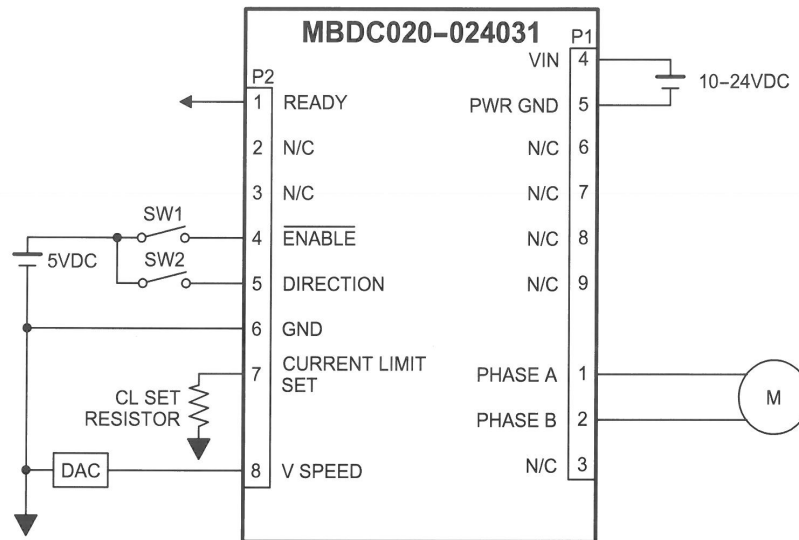 MBDC020–024031
P2
1 READY
2 N/C
3 N/C
4 ENABLE
5 DIRECTION
6 GND
7 CURRENT LIMIT
SET
8 V SPEED
P1
VIN 4
PWR GND 5
N/C 6
N/C 7
N/C 8
N/C 9
PHASE A 1
PHASE B 2
N/C 3
SW1
SW2
5VDC
CL SET
RESISTOR
DAC
10–24VDC
M